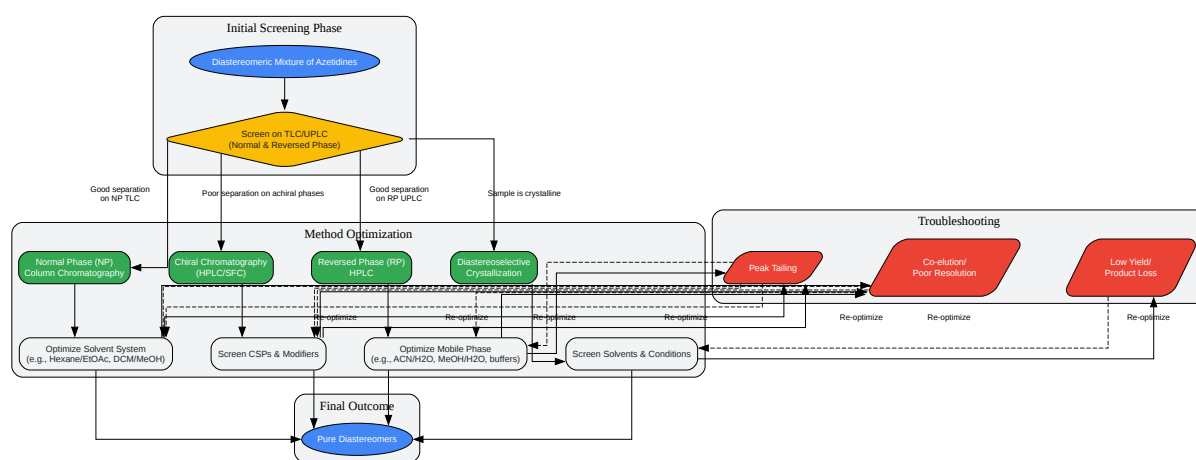 Initial Screening Phase
Diastereomeric Mixture of Azetidines
Screen on TLC/UPLC
(Normal & Reversed Phase)
Good separation
on NP TLC
Poor separation on achiral phases
Good separation
on RP UPLC
Sample is crystalline
Method Optimization
Normal Phase (NP)
Column Chromatography
Chiral Chromatography
(HPLC/SFC)
Reversed Phase (RP)
HPLC
Diastereoselective
Crystallization
Troubleshooting
Peak Tailing
Co-elution/
Poor Resolution
Low Yield/
Product Loss
Re-optimize
Re-optimize
Re-optimize
Re-optimize
Re-optimize
Re-optimize
Re-optimize
Optimize Solvent System
(e.g., Hexane/EtOAc, DCM/MeOH)
Screen CSPs & Modifiers
Optimize Mobile Phase
(e.g., ACN/H2O, MeOH/H2O, buffers)
Screen Solvents & Conditions
Final Outcome
Pure Diastereomers